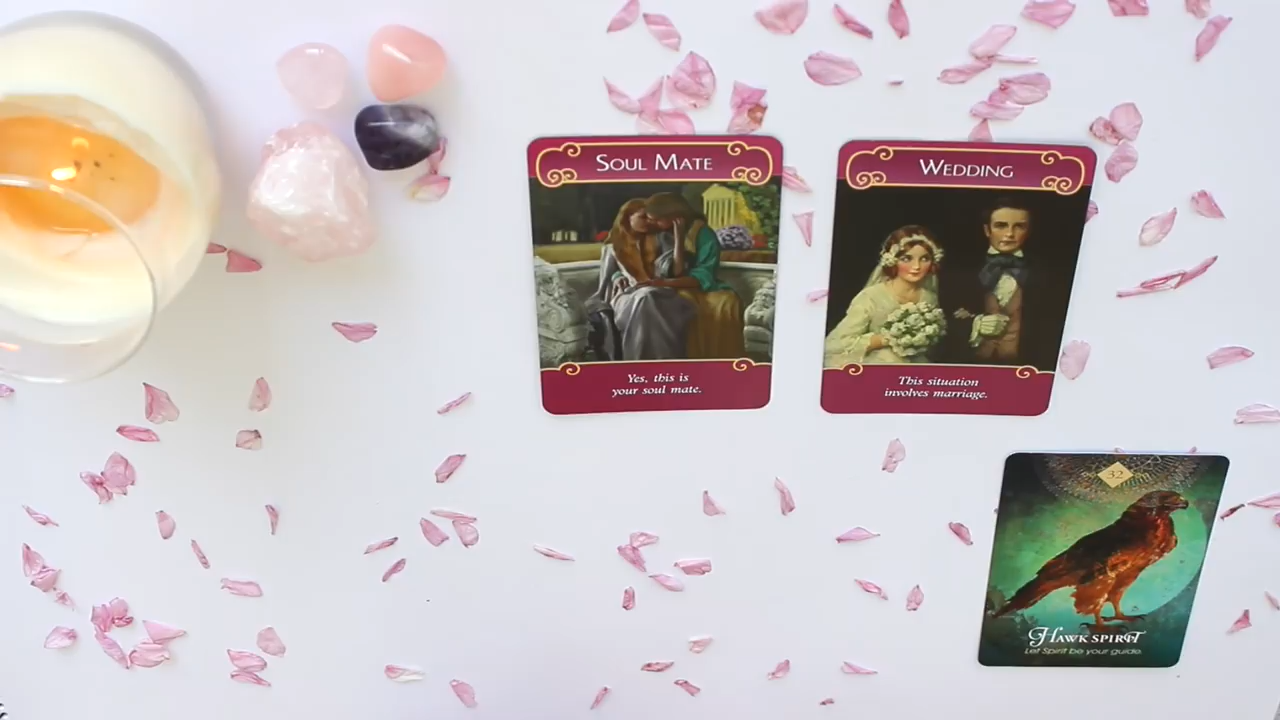 SOUL MATE
Yes, this is
your soul mate.
WEDDING
This situation
involves marriage.
32
HAWK SPIRIT
Let Spirit be your guide.